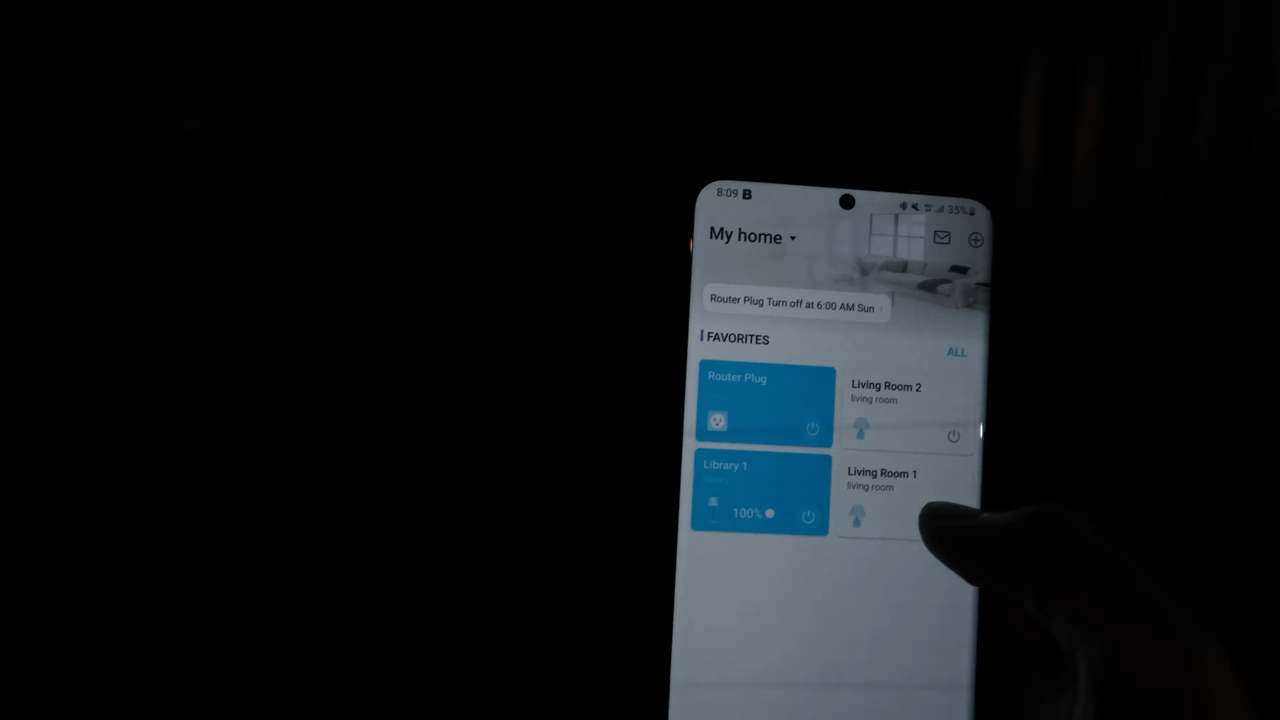 8:09 B
35%
My home
Router Plug Turn off at 6:00 AM Sun
FAVORITES
ALL
Router Plug
Living Room 2
living room
Library 1
100%
Living Room 1
living room